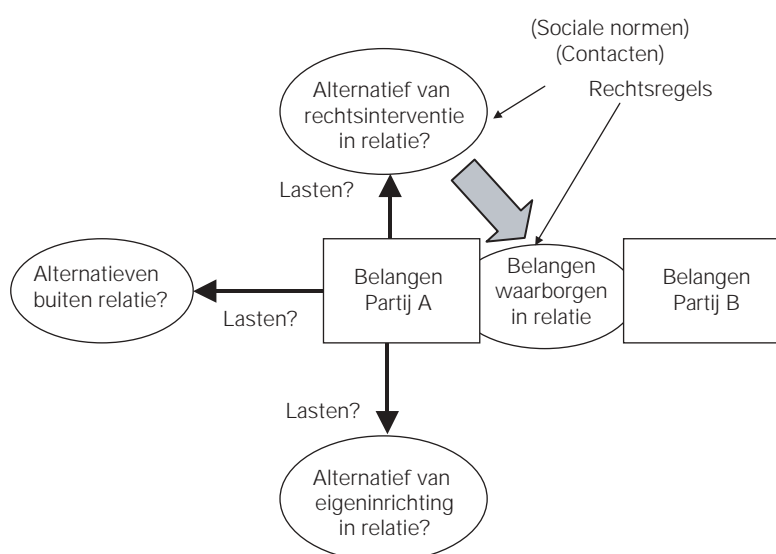 (Sociale normen)
(Contacten)
Rechtsregels
Alternatief van
rechtsinterventie
in relatie?
Lasten?
Alternatieven
buiten relatie?
Lasten?
Belangen
Partij A
Belangen
waarborgen
in relatie
Belangen
Partij B
Lasten?
Alternatief van
eigeninrichting
in relatie?